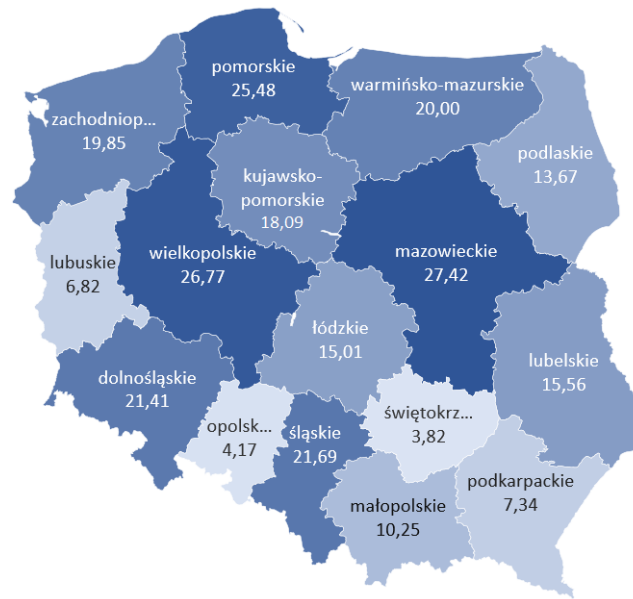 pomorskie
25,48
warmińsko-mazurskie
20,00
zachodniop...
19,85
podlaskie
13,67
kujawsko-
pomorskie
18,09
wielkopolskie
26,77
mazowieckie
27,42
lubuskie
6,82
łódzkie
15,01
lubelskie
15,56
dolnośląskie
21,41
opolsk...
4,17
śląskie
21,69
świętokrz...
3,82
podkarpackie
7,34
małopolskie
10,25